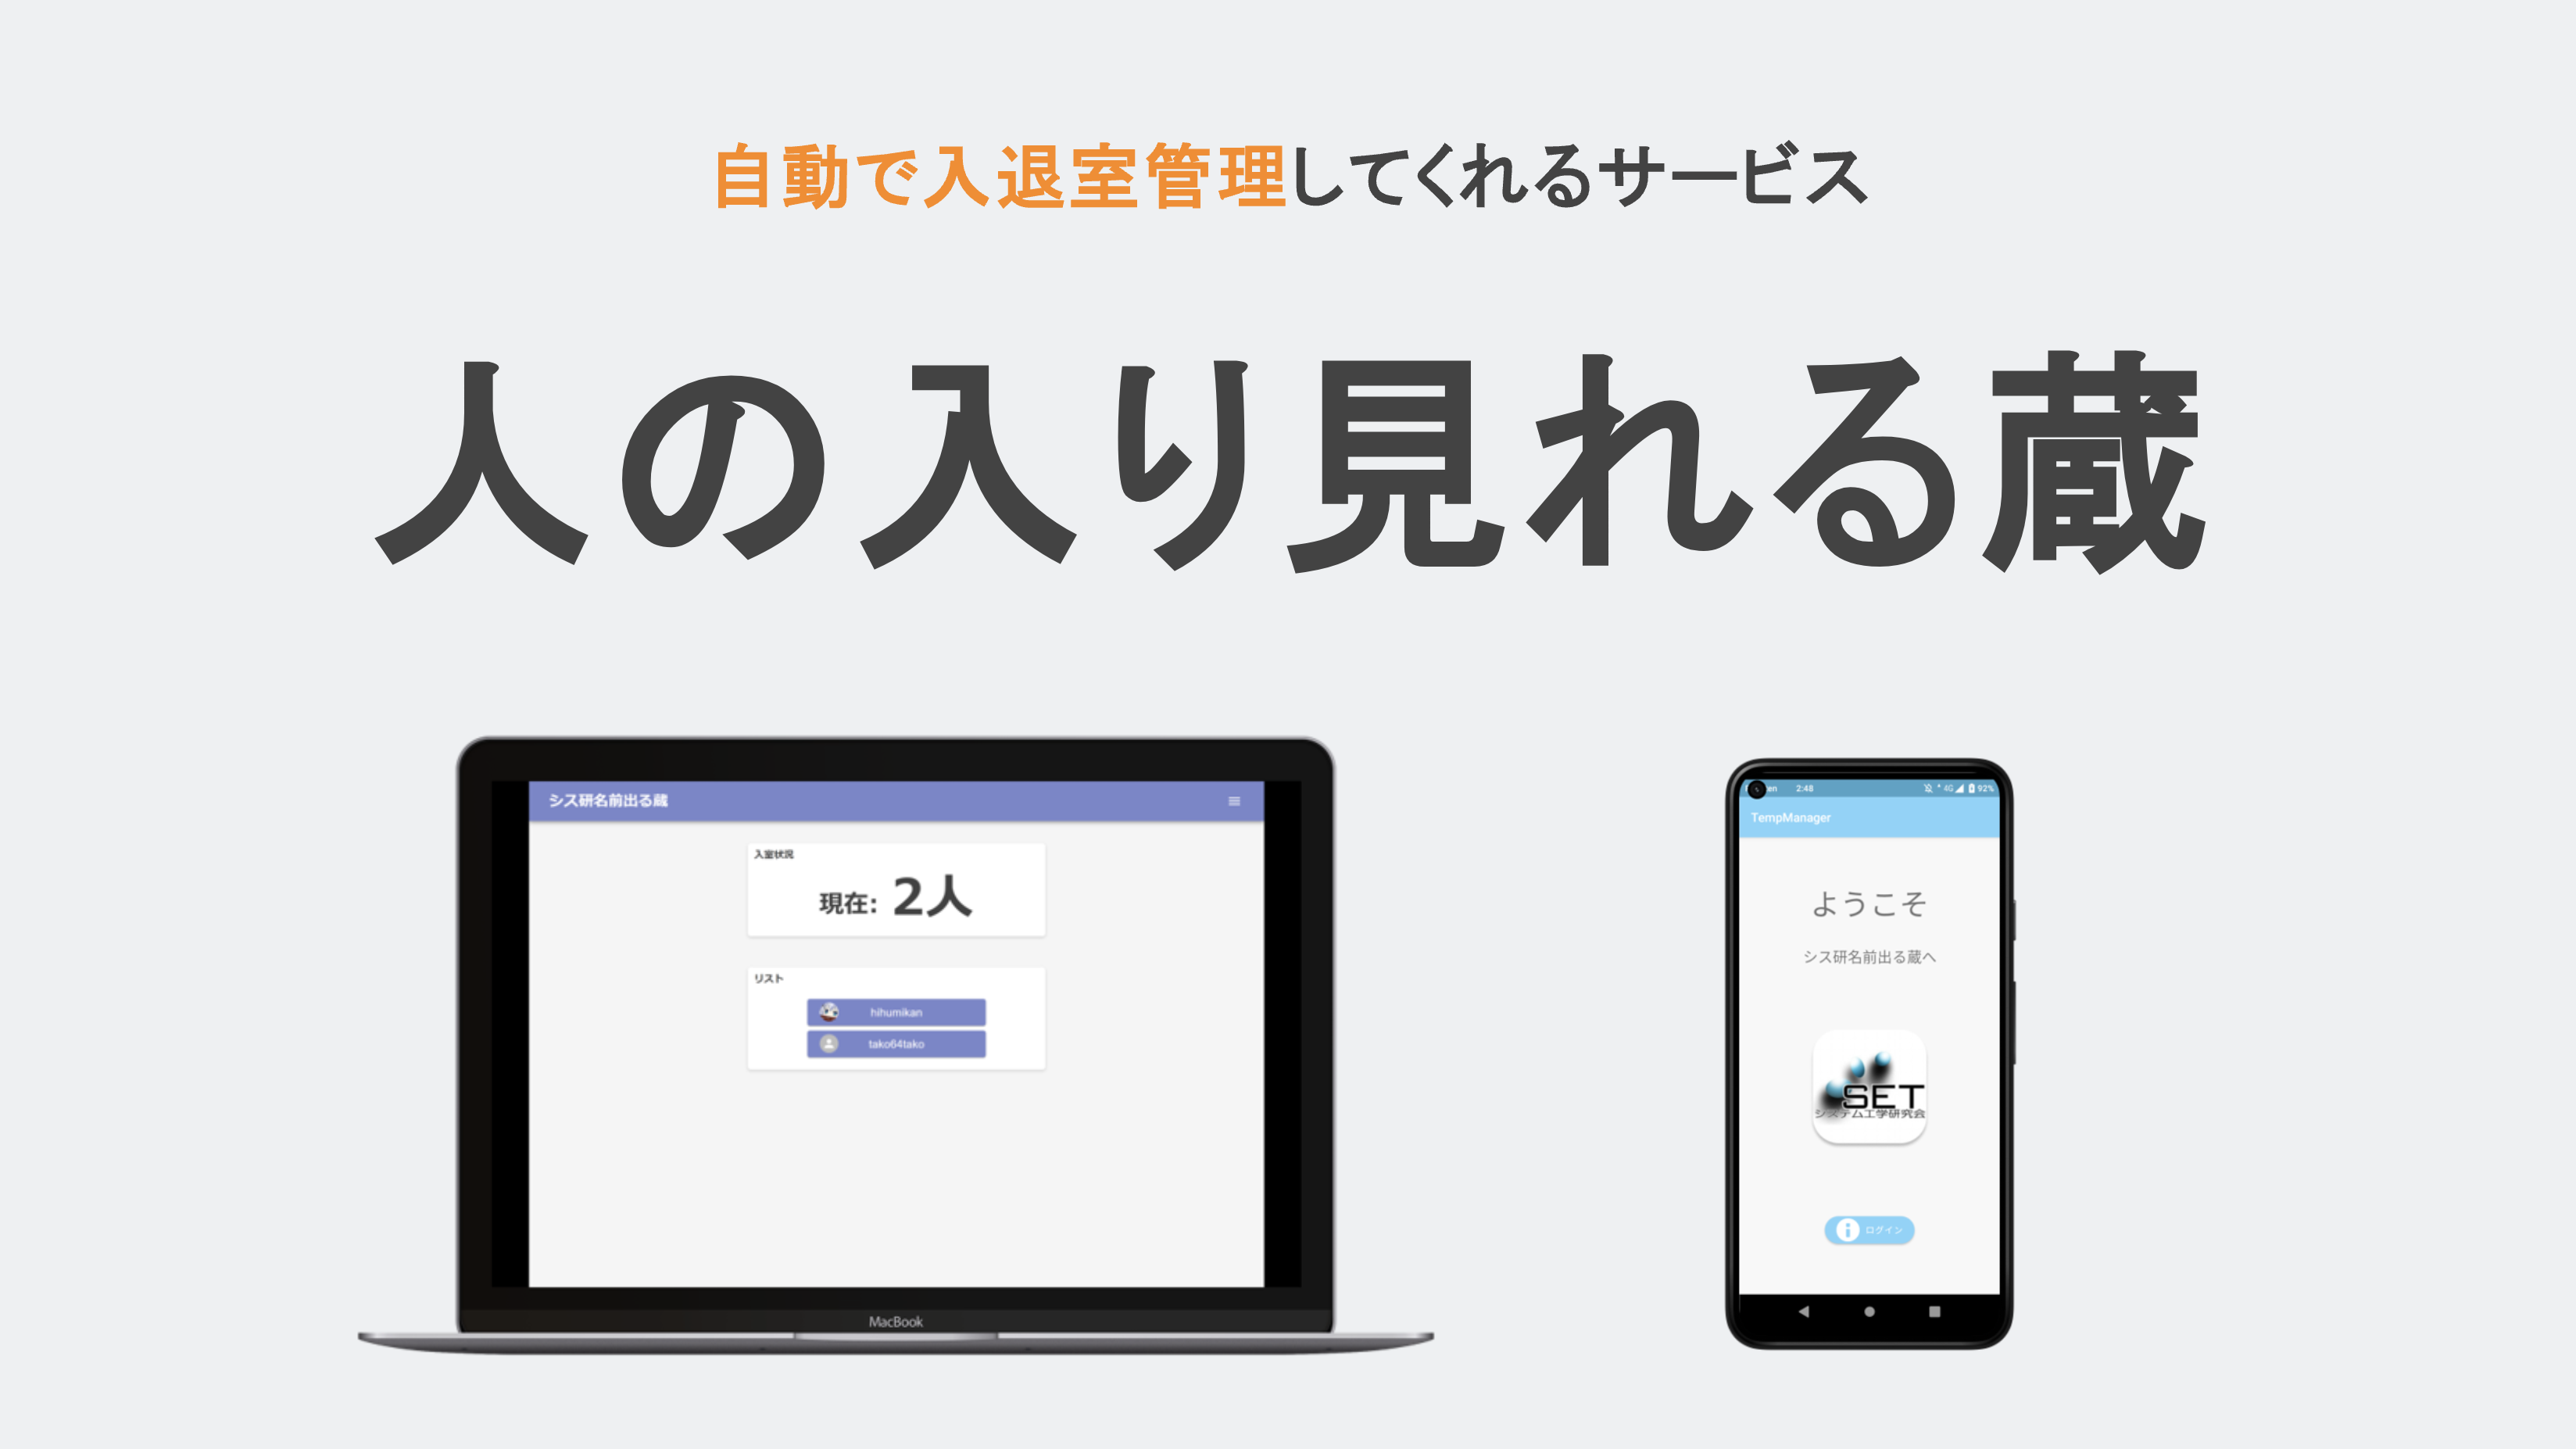 自動で入退室管理してくれるサービス
人の入り見れる蔵
シス研名前出る蔵
入室状況
現在: 2人
リスト
hihumikan
tako64tako
MacBook
2:48
4G 92%
TempManager
ようこそ
シス研名前出る蔵へ
SET
システム工学研究会
ログイン